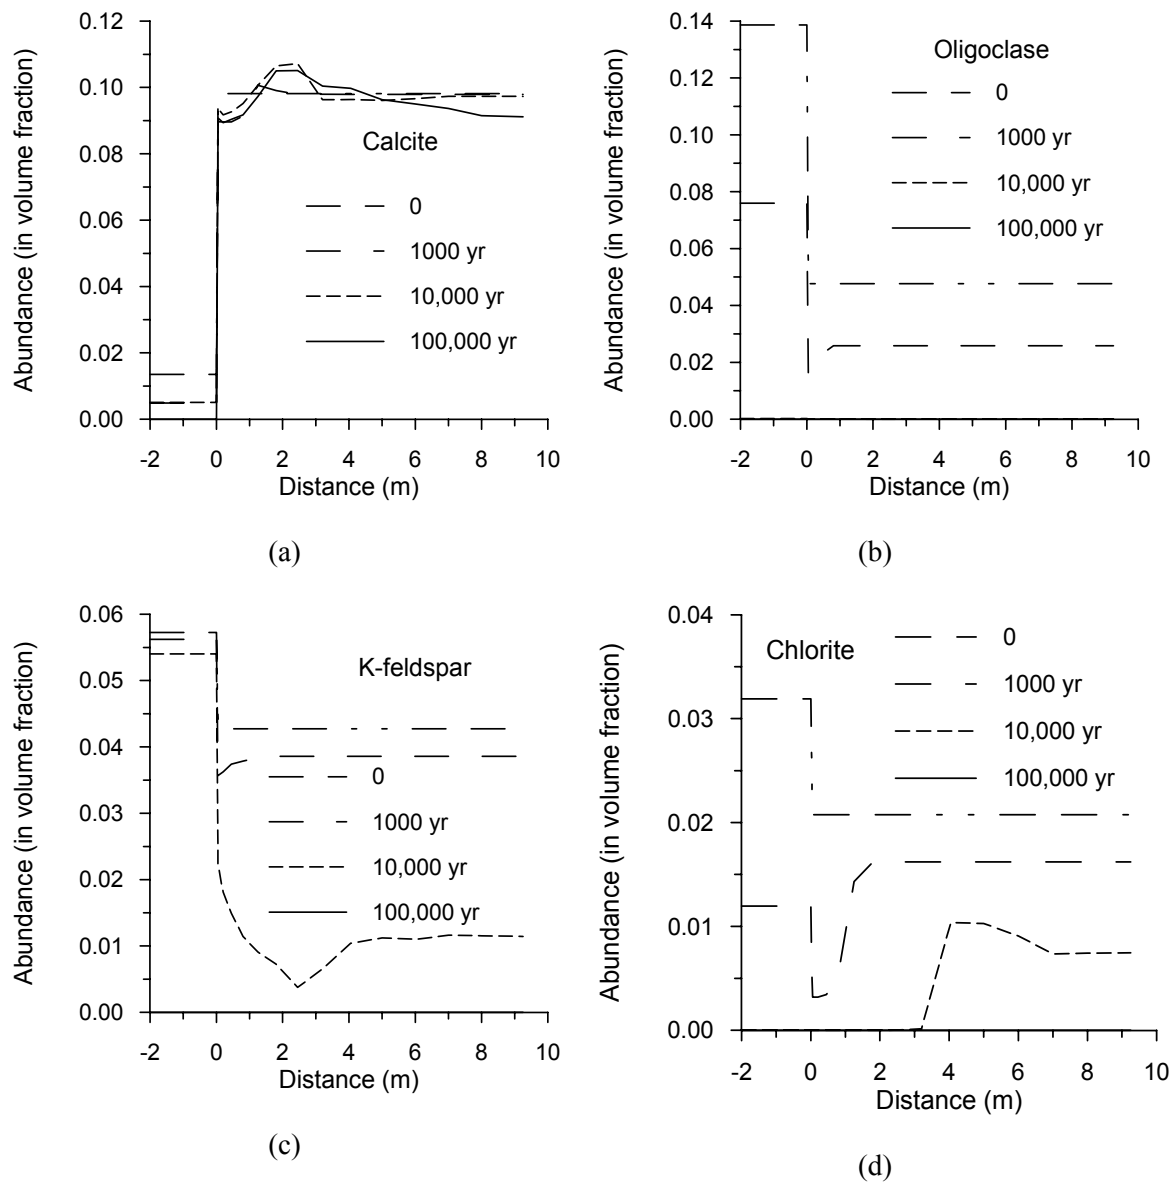 Abundance (in volume fraction)
0.12
0.10
0.08
0.06
0.04
0.02
0.00
Calcite
0
1000 yr
10,000 yr
100,000 yr
-2 0 2 4 6 8 10
Distance (m)
(a)
Abundance (in volume fraction)
0.14
0.12
0.14
0.08
0.06
0.04
0.02
0.00
Oligoclase
0
1000 yr
10,000 yr
100,000 yr
-2 0 2 4 6 8 10
Distance (m)
(b)
Abundance (in volume fraction)
0.06
0.05
0.04
0.03
0.02
0.01
0.00
K-feldspar
0
1000 yr
10,000 yr
100,000 yr
-2 0 2 4 6 8 10
Distance (m)
(c)
Abundance (in volume fraction)
0.04
0.03
0.02
0.01
0.00
Chlorite
0
1000 yr
10,000 yr
100,000 yr
-2 0 2 4 6 8 10
Distance (m)
(d)